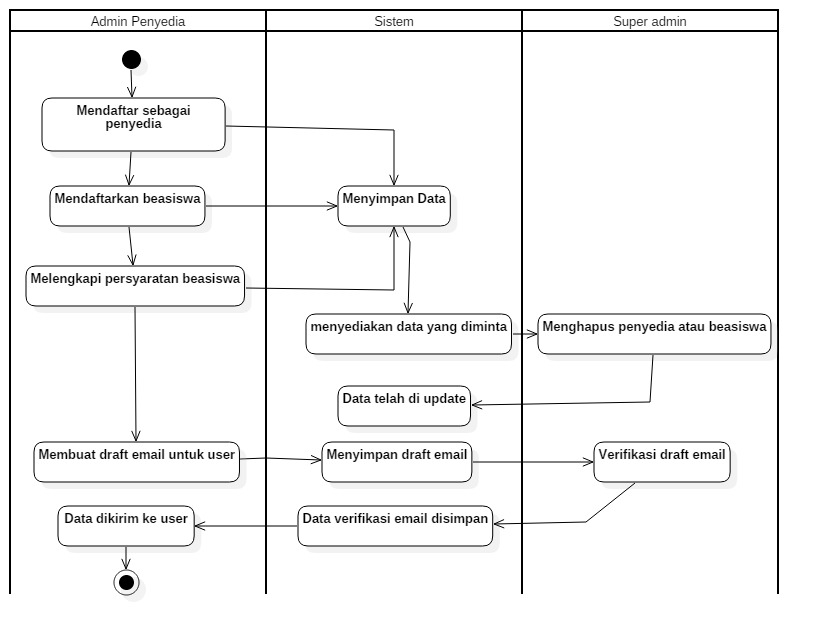 Admin Penyedia
Sistem
Super admin
Mendaftar sebagai
penyedia
Mendaftarkan beasiswa
Menyimpan Data
Melengkapi persyaratan beasiswa
menyediakan data yang diminta
Menghapus penyedia atau beasiswa
Data telah di update
Membuat draft email untuk user
Menyimpan draft email
Verifikasi draft email
Data dikirim ke user
Data verifikasi email disimpan